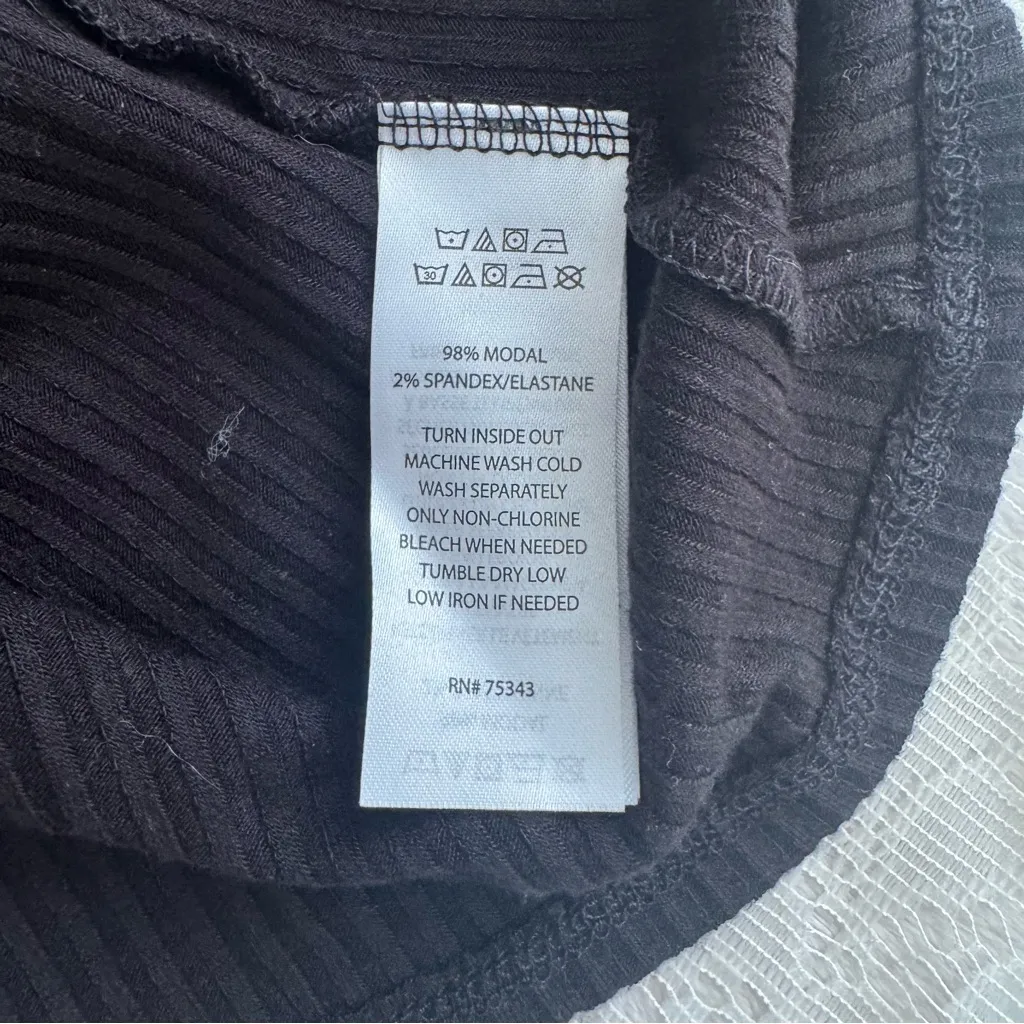 30
98% MODAL
2% SPANDEX/ELASTANE
TURN INSIDE OUT
MACHINE WASH COLD
WASH SEPARATELY
ONLY NON-CHLORINE
BLEACH WHEN NEEDED
TUMBLE DRY LOW
LOW IRON IF NEEDED
RN# 75343